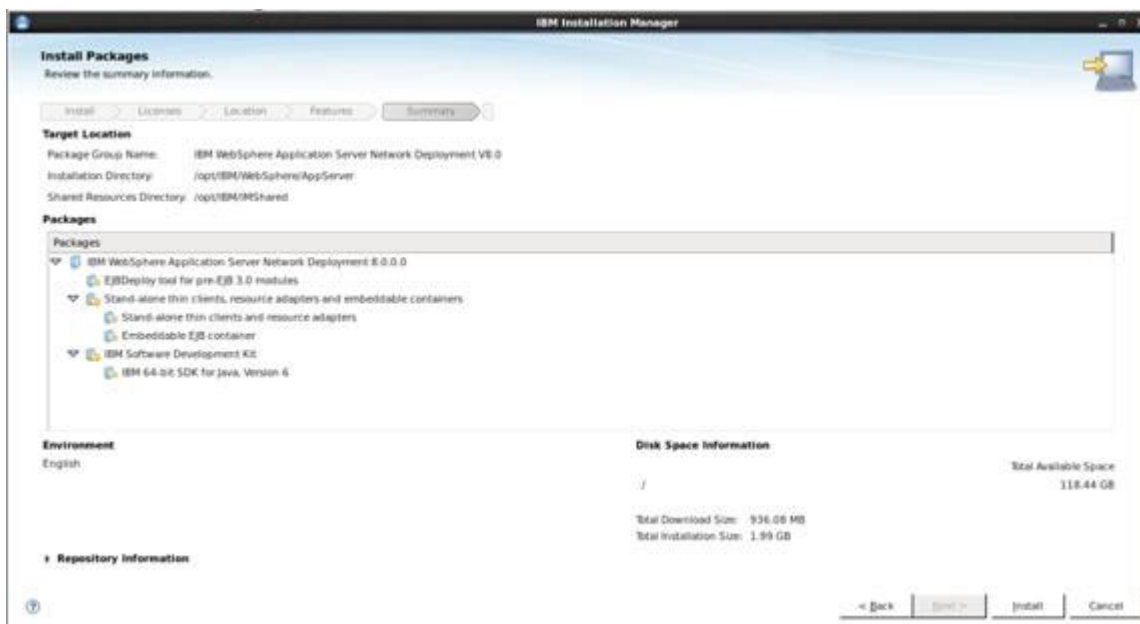 IBM Installation Manager
Install Packages
Review the summary information.
Install Licenses Location Features Summary
Target Location
Package Group Name: IBM WebSphere Application Server Network Deployment V8.0
Installation Directory: /opt/IBM/WebSphere/AppServer
Shared Resources Directory: /opt/IBM/IMShared
Packages
Packages
IBM WebSphere Application Server Network Deployment 8.0.0.0
EJBDeploy tool for pre-EJB 3.0 modules
Stand-alone thin clients, resource adapters and embeddable containers
Stand-alone thin clients and resource adapters
Embeddable EJB container
IBM Software Development Kit
IBM 64-bit SDK for Java, Version 6
Environment
English
Disk Space Information
Total Available Space
/ 118.44 GB
Total Download Size: 936.08 MB
Total Installation Size: 1.99 GB
Repository Information
? < Back Next > Install Cancel